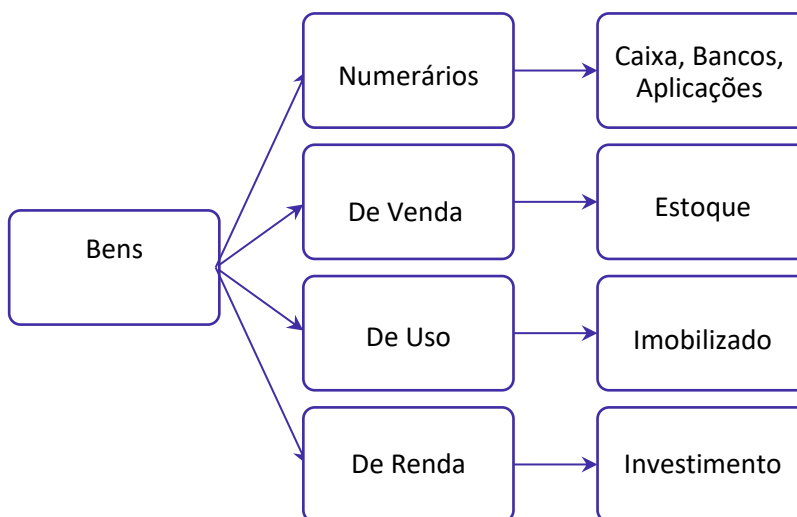 Bens
Numerários
Caixa, Bancos,
Aplicações
De Venda
Estoque
De Uso
Imobilizado
De Renda
Investimento